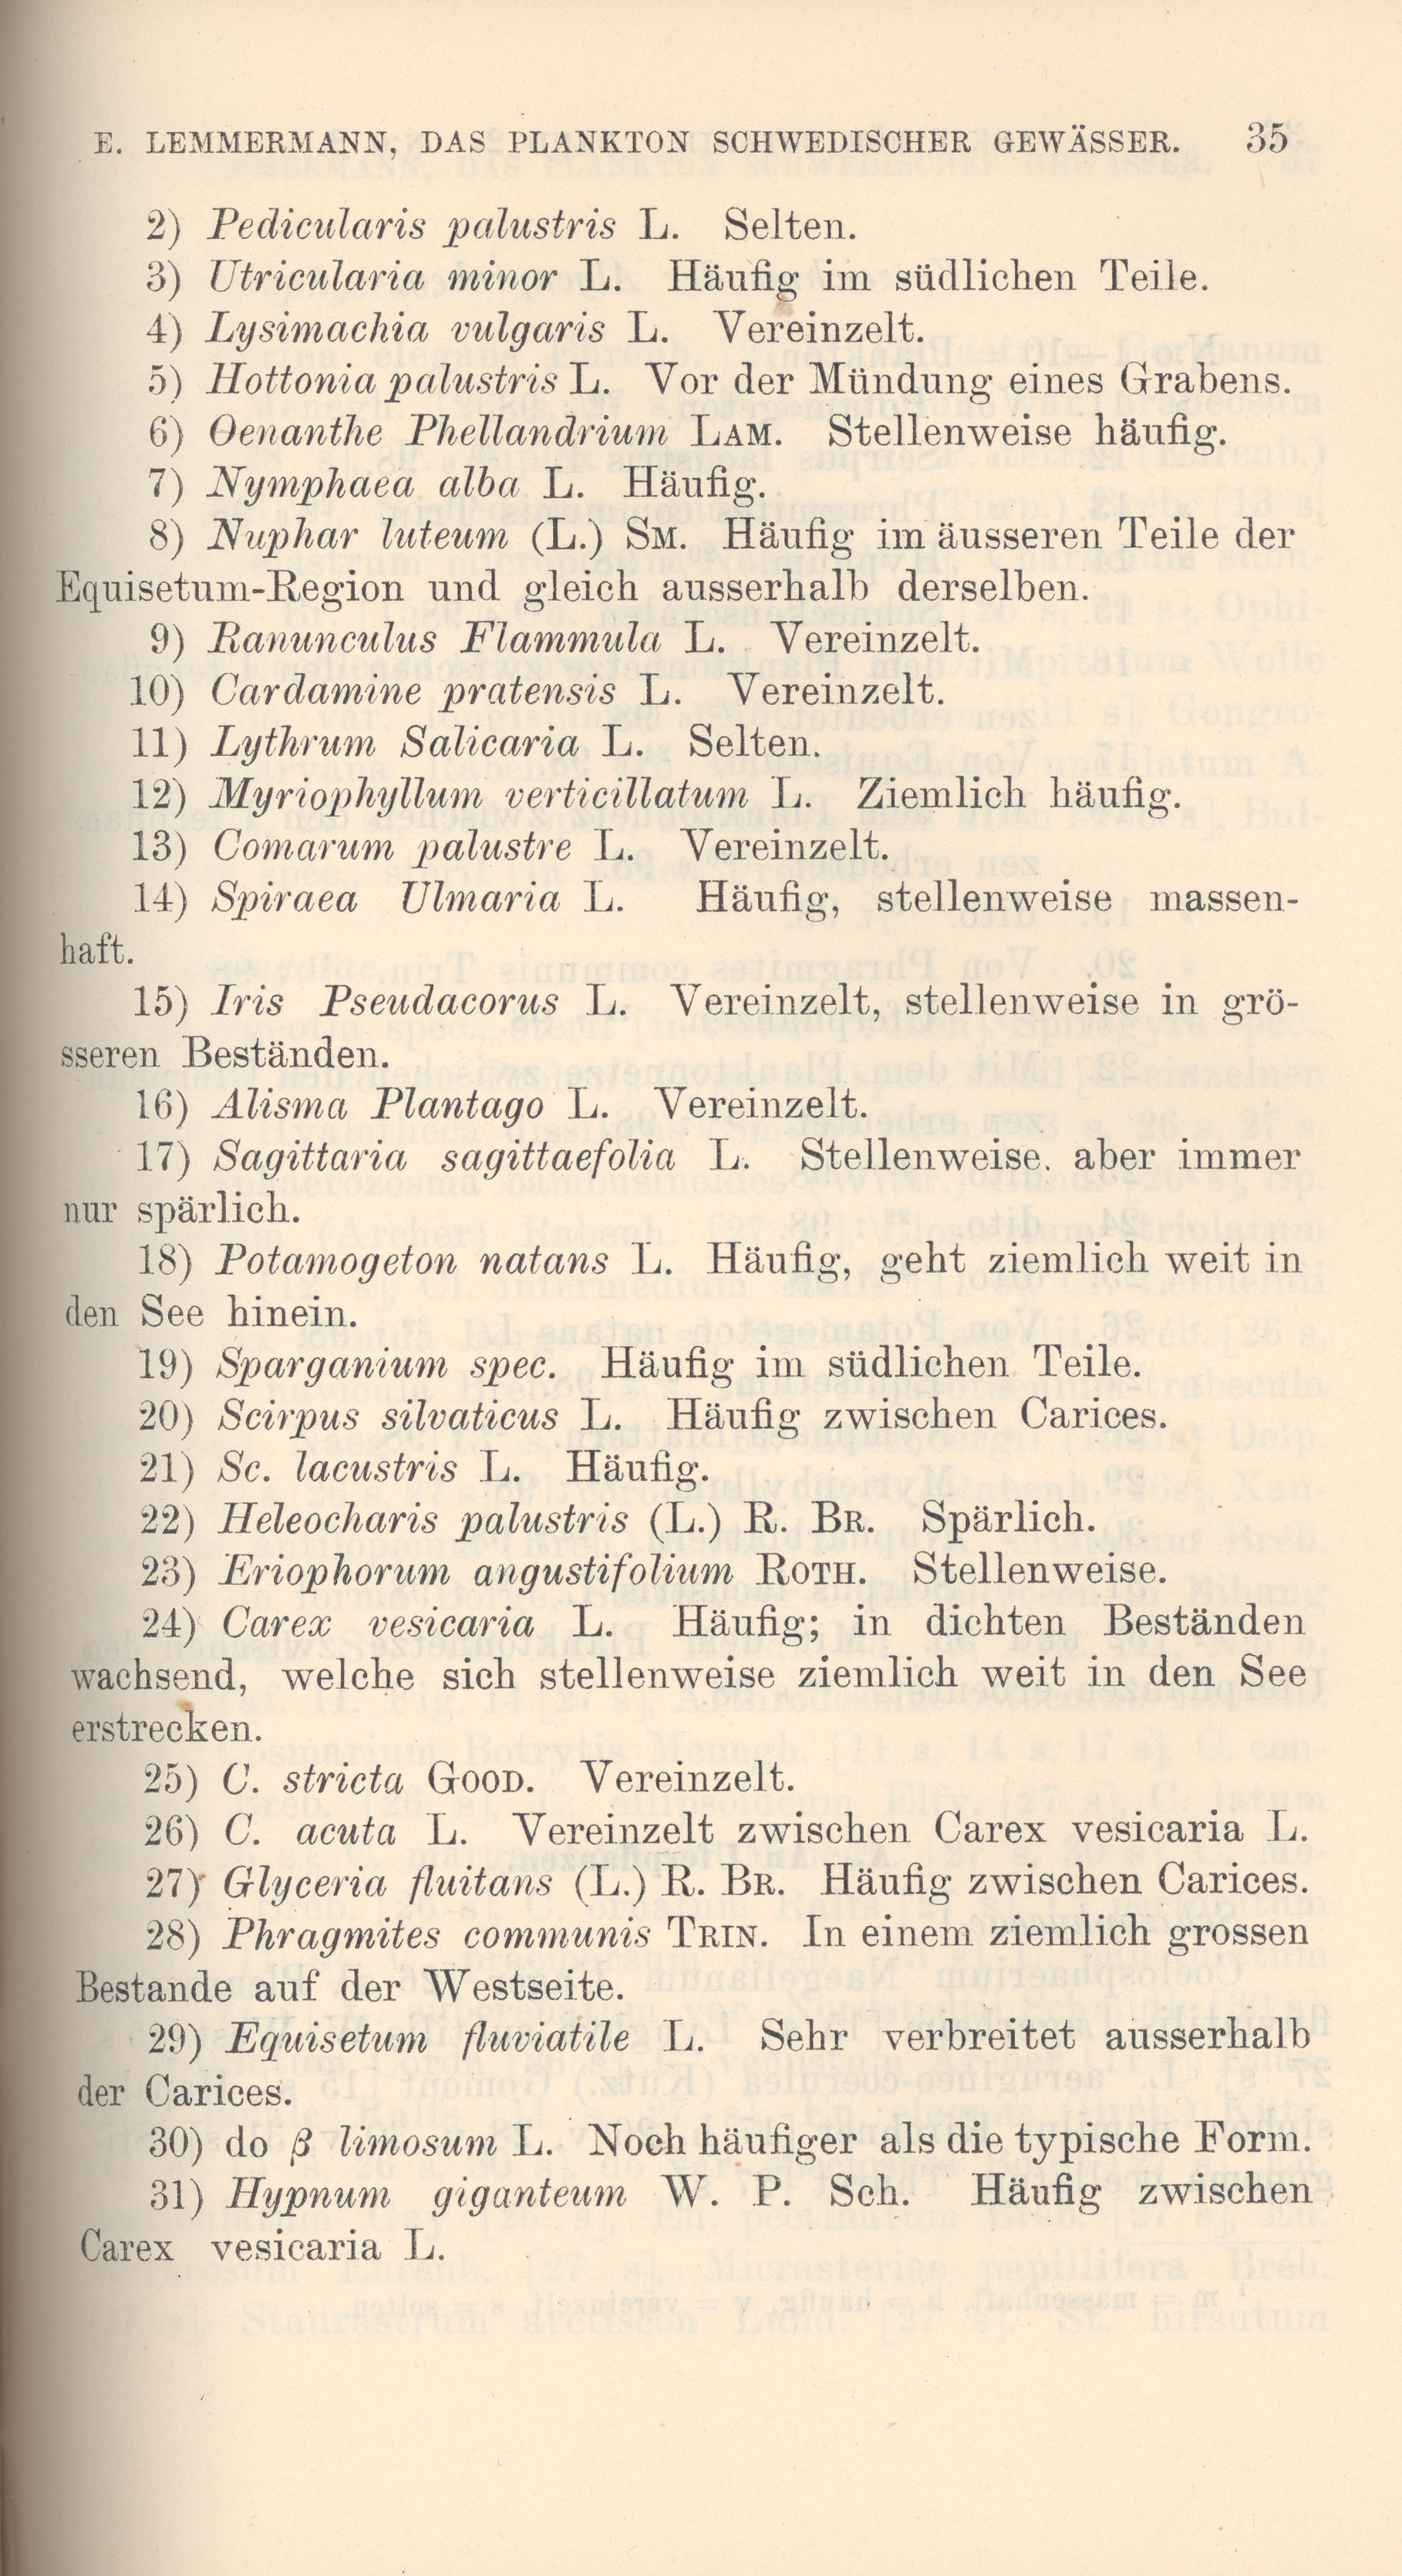 E. LEMMERMANN, DAS PLANKTON SCHWEDISCHER GEWÄSSER. 35
2) Pedicularis palustris L. Selten.
3) Utricularia minor L. Häufig im südlichen Teile.
4) Lysimachia vulgaris L. Vereinzelt.
5) Hottonia palustris L. Vor der Mündung eines Grabens.
6) Oenanthe Phellandrium LAM. Stellenweise häufig.
7) Nymphaea alba L. Häufig.
8) Nuphar luteum (L.) SM. Häufig im äusseren Teile der
Equisetum-Region und gleich ausserhalb derselben.
9) Ranunculus Flammula L. Vereinzelt.
10) Cardamine pratensis L. Vereinzelt.
11) Lythrum Salicaria L. Selten.
12) Myriophyllum verticillatum L. Ziemlich häufig.
13) Comarum palustre L. Vereinzelt.
14) Spiraea Ulmaria L. Häufig, stellenweise massen-
haft.
15) Iris Pseudacorus L. Vereinzelt, stellenweise in grö-
sseren Beständen.
16) Alisma Plantago L. Vereinzelt.
17) Sagittaria sagittaefolia L. Stellenweise. aber immer
nur spärlich.
18) Potamogeton natans L. Häufig, geht ziemlich weit in
den See hinein.
19) Sparganium spec. Häufig im südlichen Teile.
20) Scirpus silvaticus L. Häufig zwischen Carices.
21) Sc. lacustris L. Häufig.
22) Heleocharis palustris (L.) R. BR. Spärlich.
23) Eriophorum angustifolium ROTH. Stellenweise.
24) Carex vesicaria L. Häufig; in dichten Beständen
wachsend, welche sich stellenweise ziemlich weit in den See
erstrecken.
25) C. stricta GOOD. Vereinzelt.
26) C. acuta L. Vereinzelt zwischen Carex vesicaria L.
27) Glyceria fluitans (L.) R. BR. Häufig zwischen Carices.
28) Phragmites communis TRIN. In einem ziemlich grossen
Bestande auf der Westseite.
29) Equisetum fluviatile L. Sehr verbreitet ausserhalb
der Carices.
30) do β limosum L. Noch häufiger als die typische Form.
31) Hypnum giganteum W. P. Sch. Häufig zwischen
Carex vesicaria L.